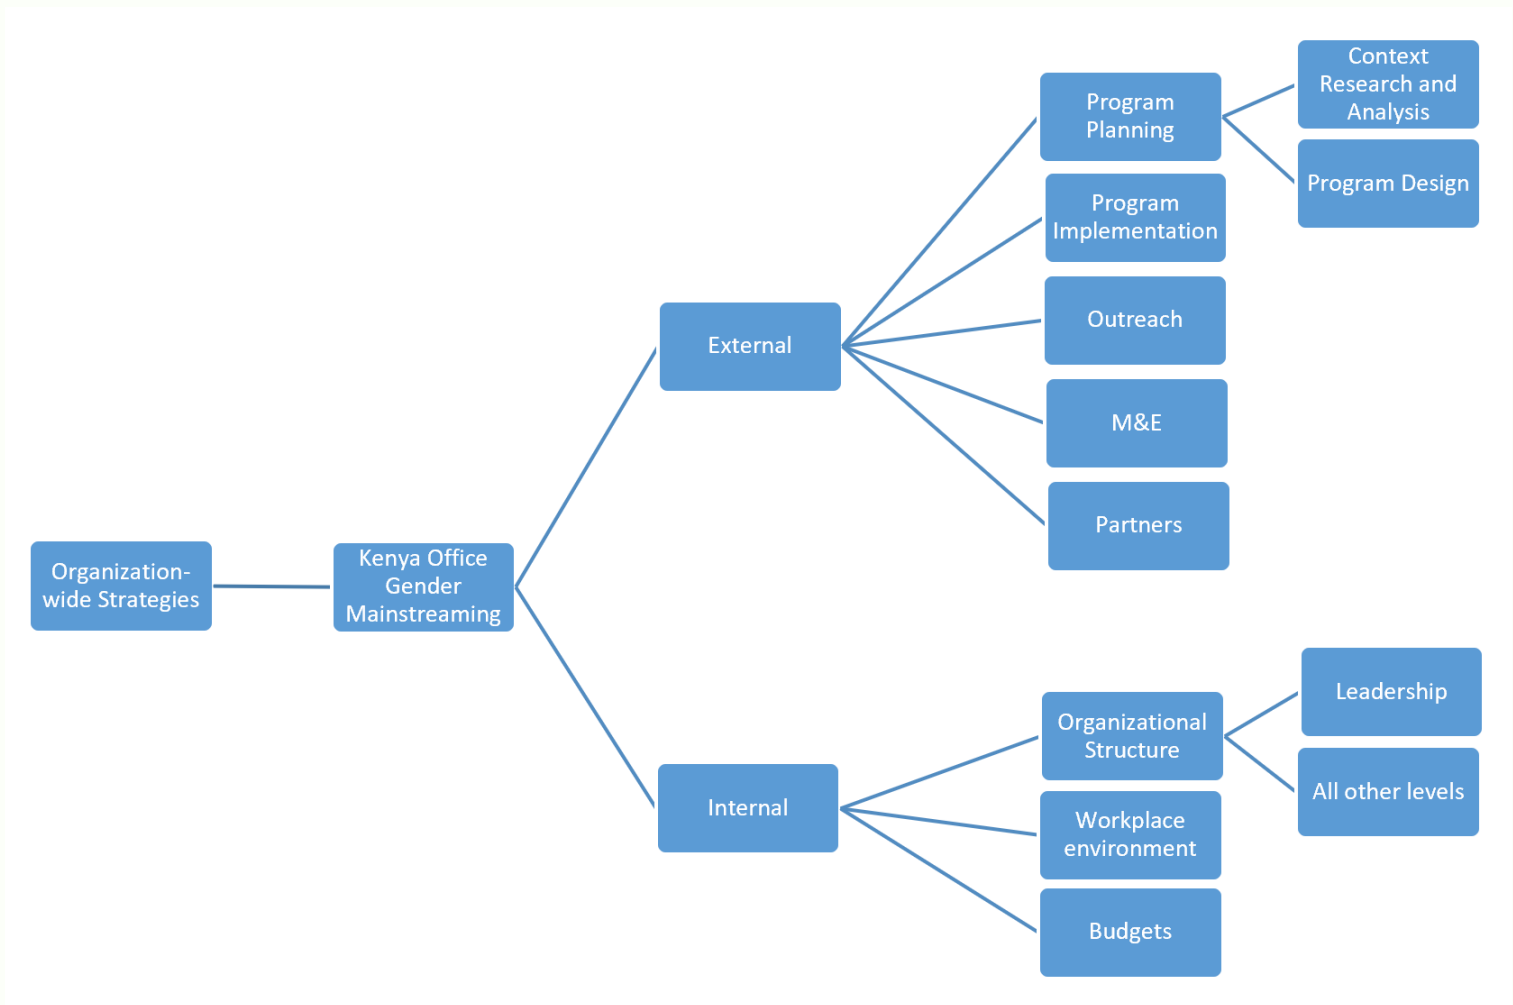 Organization-
wide Strategies
Kenya Office
Gender
Mainstreaming
External
Program
Planning
Context
Research and
Analysis
Program Design
Program
Implementation
Outreach
M&E
Partners
Internal
Organizational
Structure
Leadership
All other levels
Workplace
environment
Budgets